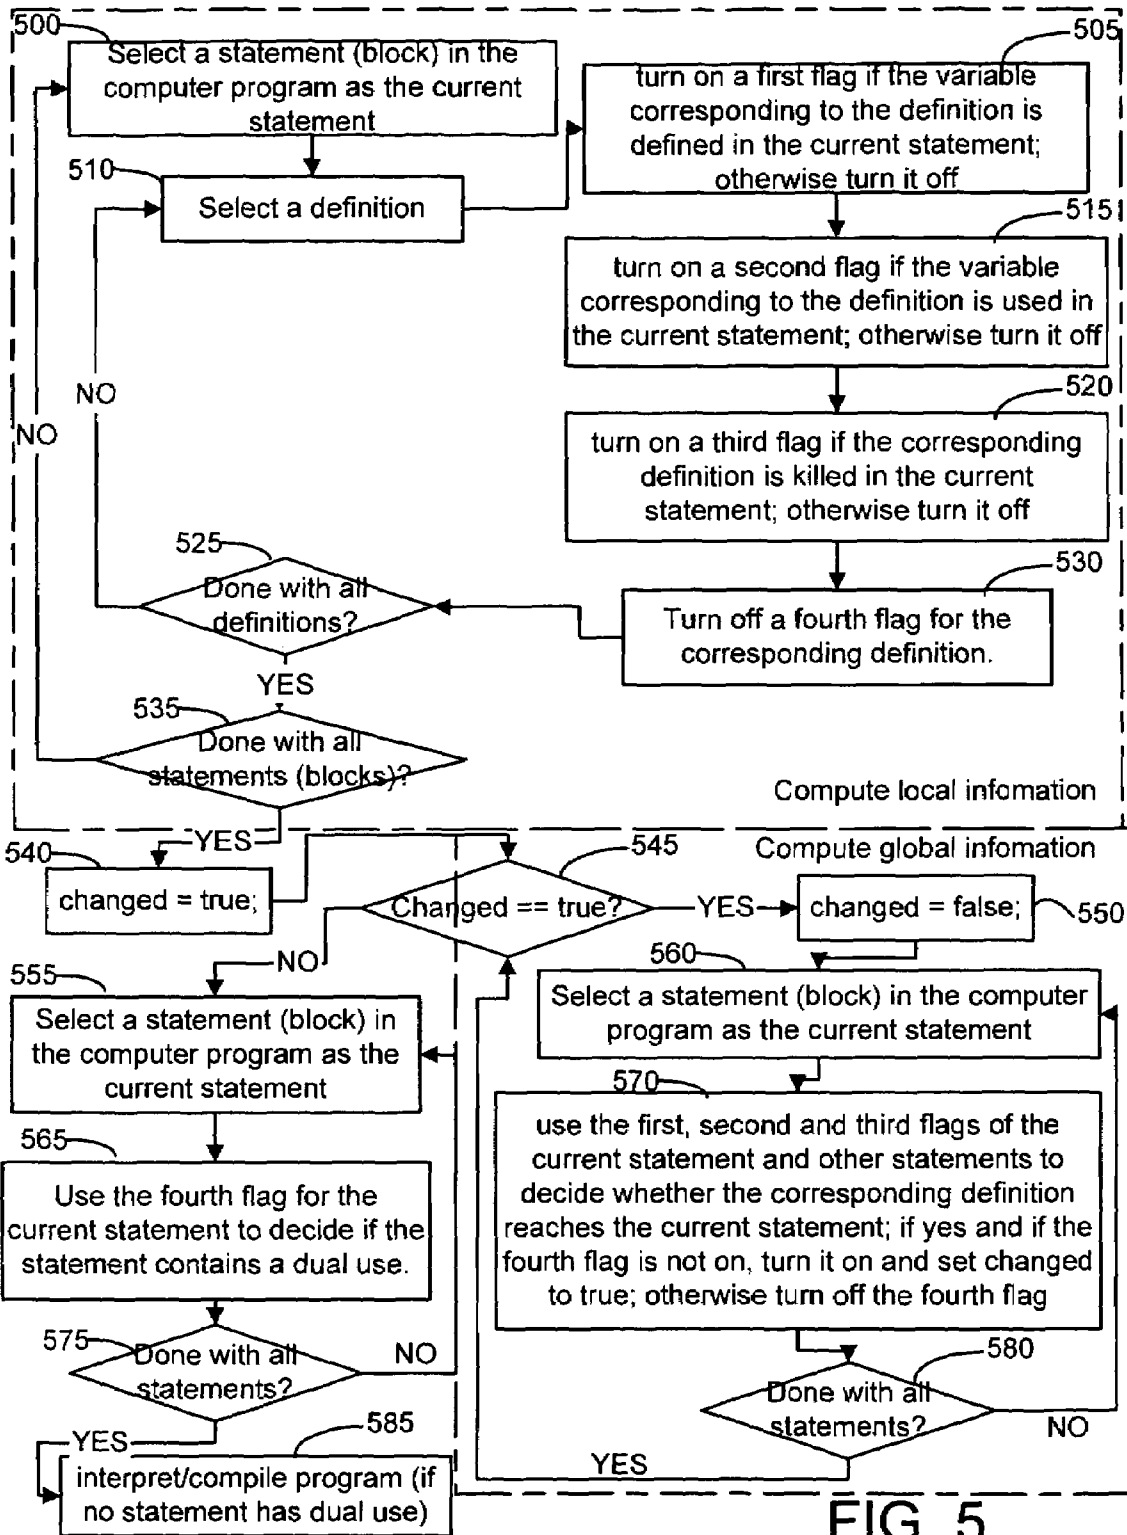 500
Select a statement (block) in the
computer program as the current
statement
505
turn on a first flag if the variable
corresponding to the definition is
defined in the current statement;
otherwise turn it off
510
Select a definition
515
turn on a second flag if the variable
corresponding to the definition is used in
the current statement; otherwise turn it off
NO
NO
520
turn on a third flag if the corresponding
definition is killed in the current
statement; otherwise turn it off
525
Done with all
definitions?
530
Turn off a fourth flag for the
corresponding definition.
YES
535
Done with all
statements (blocks)?
Compute local infomation
YES
540
changed = true;
545
Changed == true?
Compute global infomation
YES
changed = false;
550
NO
555
Select a statement (block) in
the computer program as the
current statement
560
Select a statement (block) in the computer
program as the current statement
565
Use the fourth flag for the
current statement to decide if the
statement contains a dual use.
570
use the first, second and third flags of the
current statement and other statements to
decide whether the corresponding definition
reaches the current statement; if yes and if the
fourth flag is not on, turn it on and set changed
to true; otherwise turn off the fourth flag
575
Done with all
statements?
NO
580
Done with all
statements?
NO
YES
YES
585
interpret/compile program (if
no statement has dual use)
FIG. 5